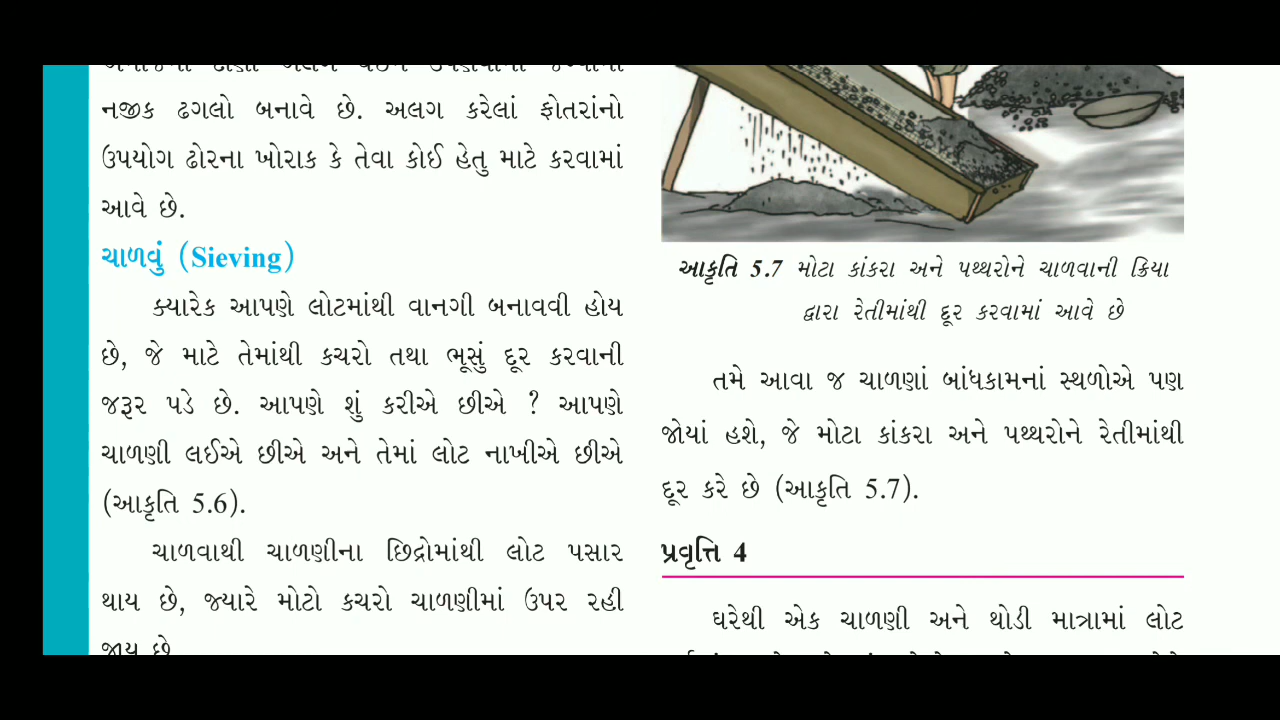 નજીક ઢગલો બનાવે છે. અલગ કરેલાં ફોતરાંનો
ઉપયોગ ઢોરના ખોરાક કે તેવા કોઈ હેતુ માટે કરવામાં
આવે છે.
ચાળવું (Sieving)
ક્યારેક આપણે લોટમાંથી વાનગી બનાવવી હોય
છે, જે માટે તેમાંથી કચરો તથા ભૂસું દૂર કરવાની
જરૂર પડે છે. આપણે શું કરીએ છીએ ? આપણે
ચાળણી લઈએ છીએ અને તેમાં લોટ નાખીએ છીએ
(આકૃતિ 5.6).
ચાળવાથી ચાળણીના છિદ્રોમાંથી લોટ પસાર
થાય છે, જ્યારે મોટો કચરો ચાળણીમાં ઉપર રહી
જાય છે
આકૃતિ 5.7 મોટા કાંકરા અને પથ્થરોને ચાળવાની ક્રિયા
દ્વારા રેતીમાંથી દૂર કરવામાં આવે છે
તમે આવા જ ચાળણાં બાંધકામનાં સ્થળોએ પણ
જોયાં હશે, જે મોટા કાંકરા અને પથ્થરોને રેતીમાંથી
દૂર કરે છે (આકૃતિ 5.7).
પ્રવૃત્તિ 4
ઘરેથી એક ચાળણી અને થોડી માત્રામાં લોટ